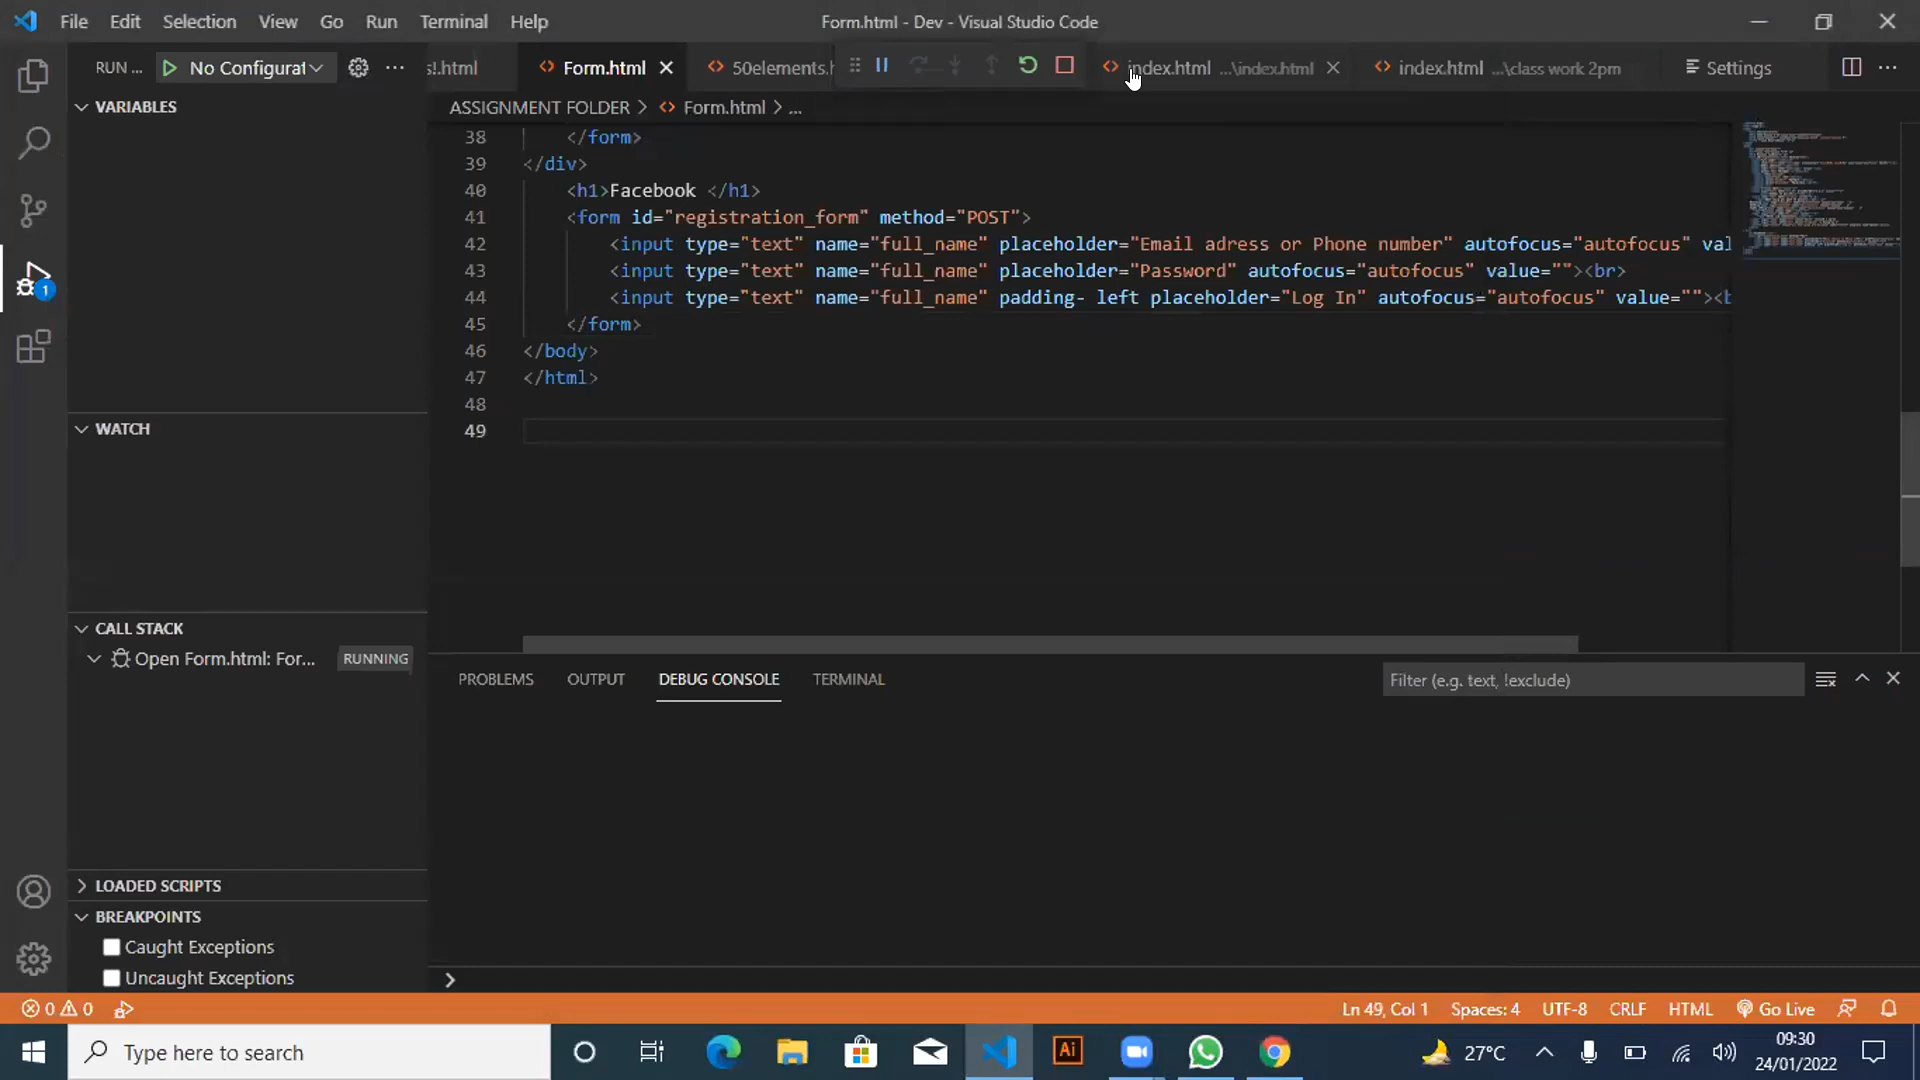 File Edit Selection View Go Run Terminal Help
Form.html - Dev - Visual Studio Code
RUN ... No Configurat
s!.html Form.html 50elements.h index.html ...\index.html index.html ...\class work 2pm Settings
ASSIGNMENT FOLDER > Form.html > ...
VARIABLES
WATCH
CALL STACK
Open Form.html: For... RUNNING
LOADED SCRIPTS
BREAKPOINTS
Caught Exceptions
Uncaught Exceptions
38 </form>
39 </div>
40 <h1>Facebook </h1>
41 <form id="registration_form" method="POST">
42 <input type="text" name="full_name" placeholder="Email adress or Phone number" autofocus="autofocus" val
43 <input type="text" name="full_name" placeholder="Password" autofocus="autofocus" value=""><br>
44 <input type="text" name="full_name" padding- left placeholder="Log In" autofocus="autofocus" value=""><b
45 </form>
46 </body>
47 </html>
48
49
PROBLEMS OUTPUT DEBUG CONSOLE TERMINAL
Filter (e.g. text, !exclude)
0 0 1
Ln 49, Col 1 Spaces: 4 UTF-8 CRLF HTML Go Live
Type here to search
Ai
27°C
09:30
24/01/2022